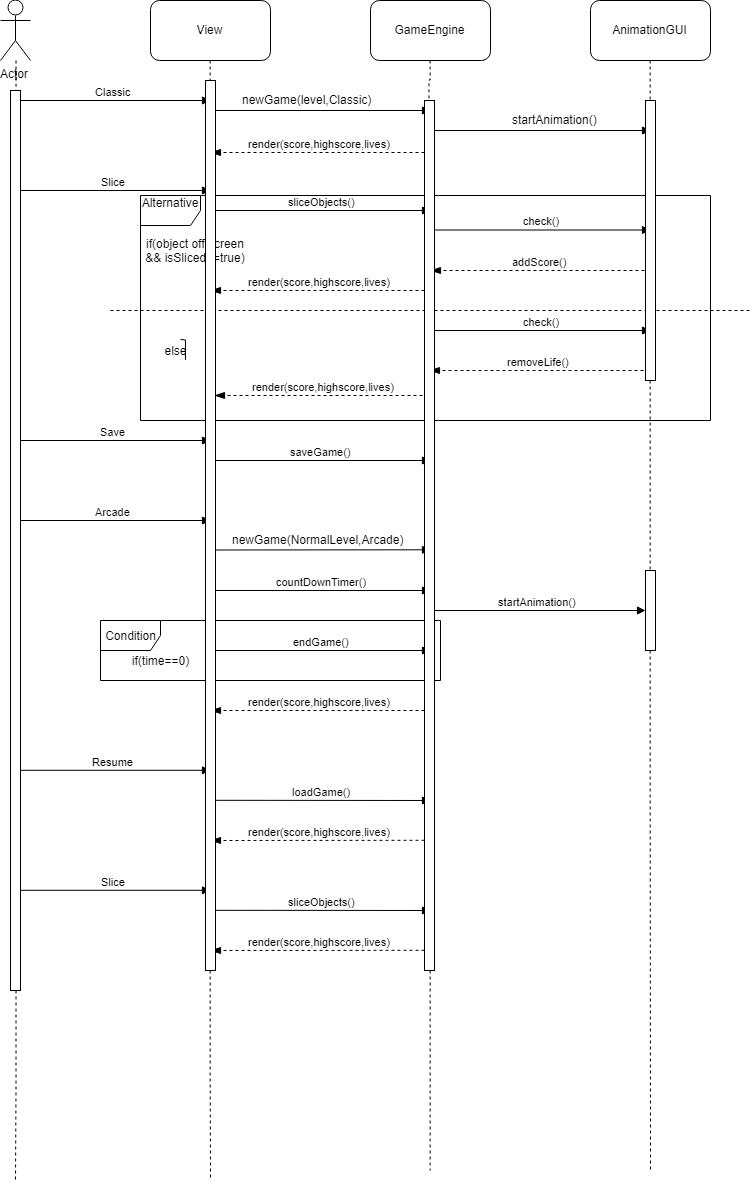 View
GameEngine
AnimationGUI
Actor
Classic
newGame(level,Classic)
startAnimation()
render(score,highscore,lives)
Slice
Alternative
sliceObjects()
check()
if(object off screen
&& isSliced==true)
addScore()
render(score,highscore,lives)
check()
else
removeLife()
render(score,highscore,lives)
Save
saveGame()
Arcade
newGame(NormalLevel,Arcade)
countDownTimer()
startAnimation()
Condition
endGame()
if(time==0)
render(score,highscore,lives)
Resume
loadGame()
render(score,highscore,lives)
Slice
sliceObjects()
render(score,highscore,lives)